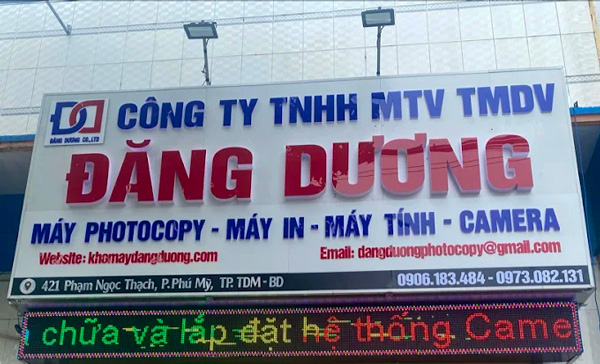 CÔNG TY TNHH MTV TMDV
ĐĂNG DƯƠNG CO.,LTD
ĐĂNG DƯƠNG
MÁY PHOTOCOPY - MÁY IN - MÁY TÍNH - CAMERA
Website: khomaydangduong.com Email: dangduongphotocopy@gmail.com
421 Phạm Ngọc Thạch, P.Phú Mỹ, TP. TDM - BD 0906.183.484 - 0973.082.131
chữa và lắp đặt hệ thống Came